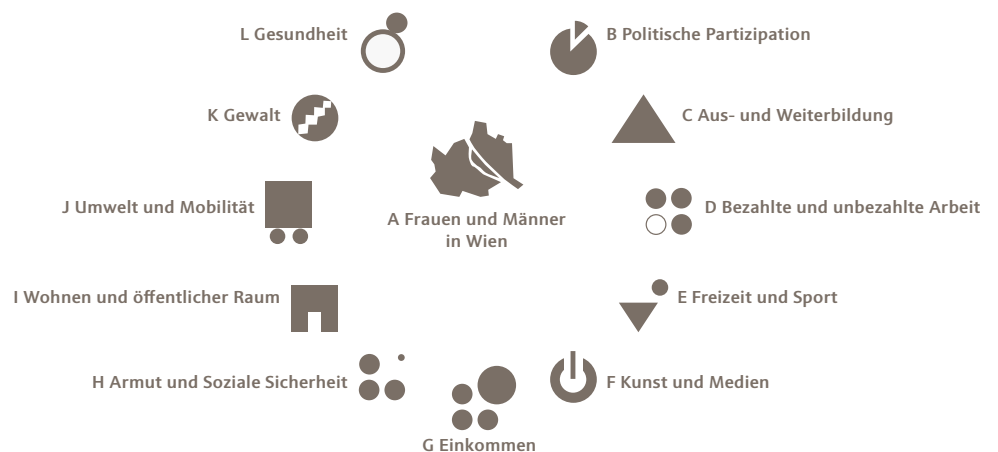 L Gesundheit
B Politische Partizipation
K Gewalt
C Aus- und Weiterbildung
J Umwelt und Mobilität
A Frauen und Männer
in Wien
D Bezahlte und unbezahlte Arbeit
I Wohnen und öffentlicher Raum
E Freizeit und Sport
H Armut und Soziale Sicherheit
F Kunst und Medien
G Einkommen